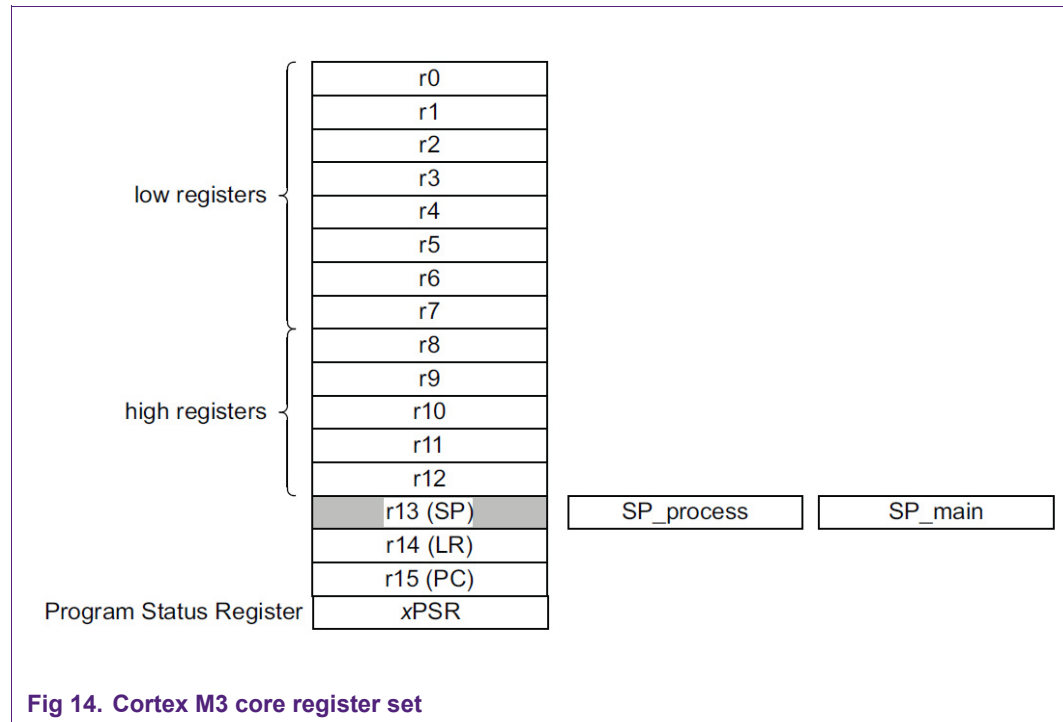 r0
r1
r2
r3
low registers
r4
r5
r6
r7
r8
r9
high registers
r10
r11
r12
r13 (SP) SP_process SP_main
r14 (LR)
r15 (PC)
Program Status Register xPSR
Fig 14. Cortex M3 core register set